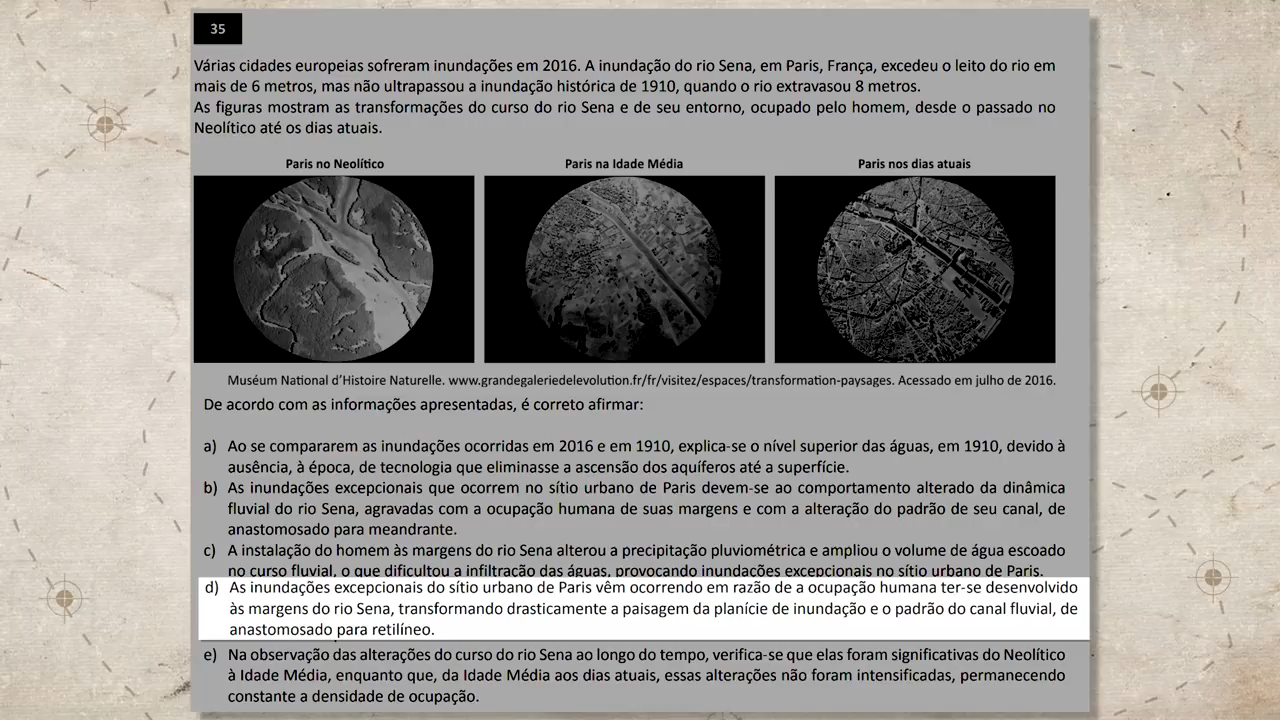 35
Várias cidades europeias sofreram inundações em 2016. A inundação do rio Sena, em Paris, França, excedeu o leito do rio em
mais de 6 metros, mas não ultrapassou a inundação histórica de 1910, quando o rio extravasou 8 metros.
As figuras mostram as transformações do curso do rio Sena e de seu entorno, ocupado pelo homem, desde o passado no
Neolítico até os dias atuais.
Paris no Neolítico
Paris na Idade Média
Paris nos dias atuais
Muséum National d’Histoire Naturelle. www.grandegaleriedelevolution.fr/fr/visitez/espaces/transformation-paysages. Acessado em julho de 2016.
De acordo com as informações apresentadas, é correto afirmar:
a) Ao se compararem as inundações ocorridas em 2016 e em 1910, explica-se o nível superior das águas, em 1910, devido à
ausência, à época, de tecnologia que eliminasse a ascensão dos aquíferos até a superfície.
b) As inundações excepcionais que ocorrem no sítio urbano de Paris devem-se ao comportamento alterado da dinâmica
fluvial do rio Sena, agravadas com a ocupação humana de suas margens e com a alteração do padrão de seu canal, de
anastomosado para meandrante.
c) A instalação do homem às margens do rio Sena alterou a precipitação pluviométrica e ampliou o volume de água escoado
no curso fluvial, o que dificultou a infiltração das águas, provocando inundações excepcionais no sítio urbano de Paris.
d) As inundações excepcionais do sítio urbano de Paris vêm ocorrendo em razão de a ocupação humana ter-se desenvolvido
às margens do rio Sena, transformando drasticamente a paisagem da planície de inundação e o padrão do canal fluvial, de
anastomosado para retilíneo.
e) Na observação das alterações do curso do rio Sena ao longo do tempo, verifica-se que elas foram significativas do Neolítico
à Idade Média, enquanto que, da Idade Média aos dias atuais, essas alterações não foram intensificadas, permanecendo
constante a densidade de ocupação.